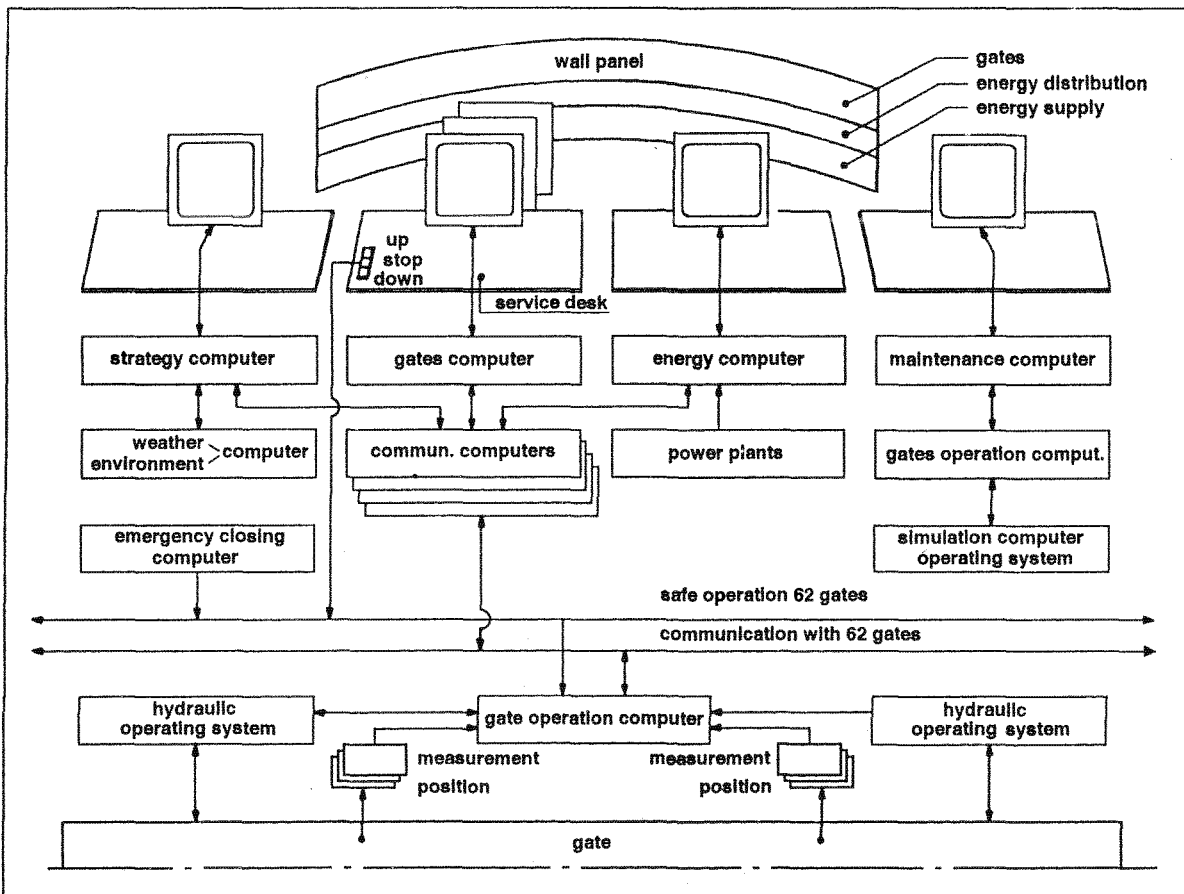 wall panel
gates
energy distribution
energy supply
up
stop
down
service desk
strategy computer
gates computer
energy computer
maintenance computer
weather
environment
computer
commun. computers
power plants
gates operation comput.
emergency closing
computer
simulation computer
operating system
safe operation 62 gates
communication with 62 gates
hydraulic
operating system
gate operation computer
hydraulic
operating system
measurement
position
measurement
position
gate